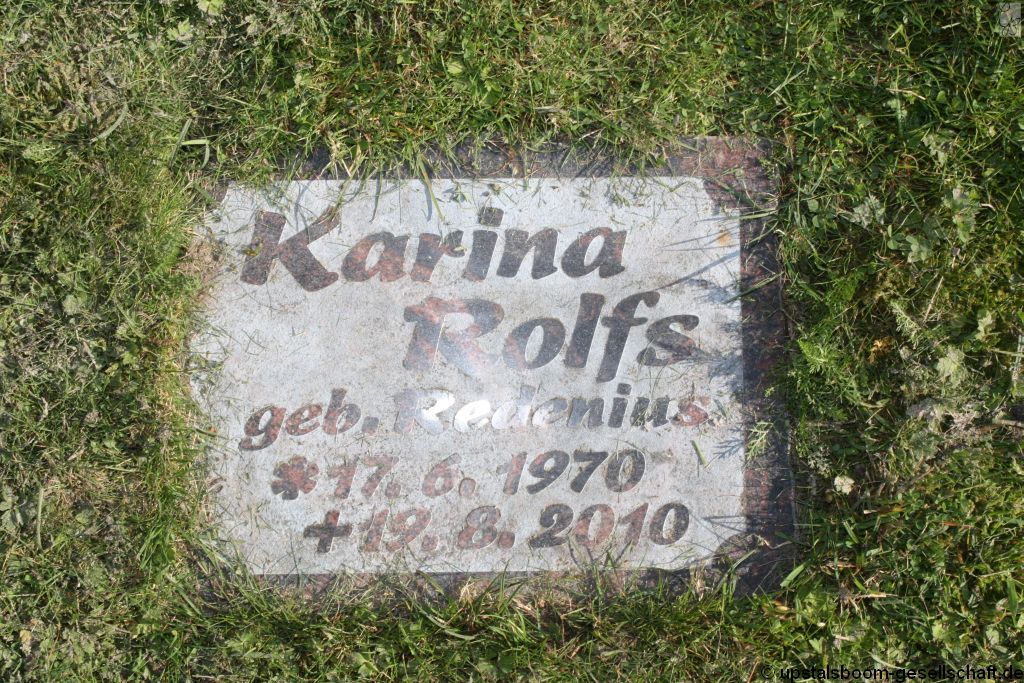 Karina
Rolfs
geb. Redenius
* 17. 6. 1970
+ 19. 8. 2010
© upstalsboom-gesellschaft.de